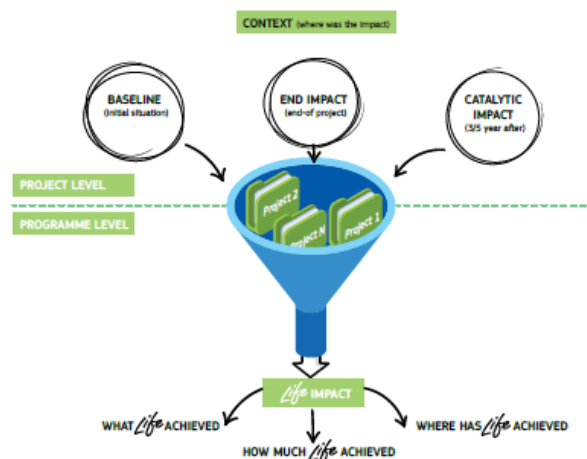 CONTEXT (where was the impact)
BASELINE
(initial situation)
END IMPACT
(end-of project)
CATALYTIC
IMPACT
(3/5 year after)
PROJECT LEVEL
PROGRAMME LEVEL
Project 2
Project N
Project 1
Life IMPACT
WHAT Life ACHIEVED
HOW MUCH Life ACHIEVED
WHERE HAS Life ACHIEVED